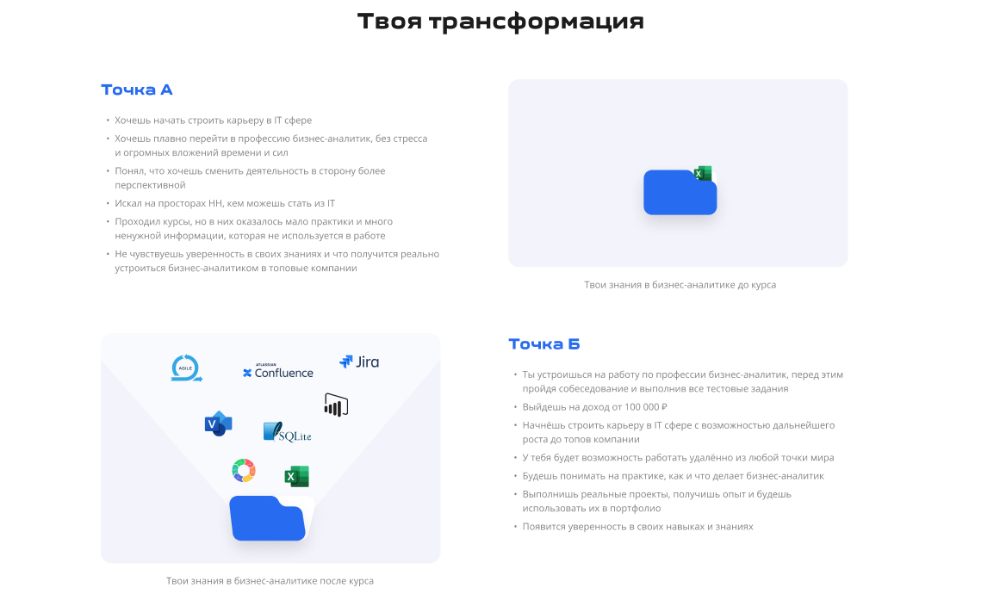 Твоя трансформация
Точка А
• Хочешь начать строить карьеру в IT сфере
• Хочешь плавно перейти в профессию бизнес-аналитик, без стресса
и огромных вложений времени и сил
• Понял, что хочешь сменить деятельность в сторону более
перспективной
• Искал на просторах HH, кем можешь стать из IT
• Проходил курсы, но в них оказалось мало практики и много
ненужной информации, которая не используется в работе
• Не чувствуешь уверенность в своих знаниях и что получится реально
устроиться бизнес-аналитиком в топовые компании
X
Твои знания в бизнес-аналитике до курса
AGILE
ATLASSIAN
Confluence
Jira
V
SQLite
X
Твои знания в бизнес-аналитике после курса
Точка Б
• Ты устроишься на работу по профессии бизнес-аналитик, перед этим
пройдя собеседование и выполнив все тестовые задания
• Выйдешь на доход от 100 000 ₽
• Начнёшь строить карьеру в IT сфере с возможностью дальнейшего
роста до топов компании
• У тебя будет возможность работать удалённо из любой точки мира
• Будешь понимать на практике, как и что делает бизнес-аналитик
• Выполнишь реальные проекты, получишь опыт и будешь
использовать их в портфолио
• Появится уверенность в своих навыках и знаниях